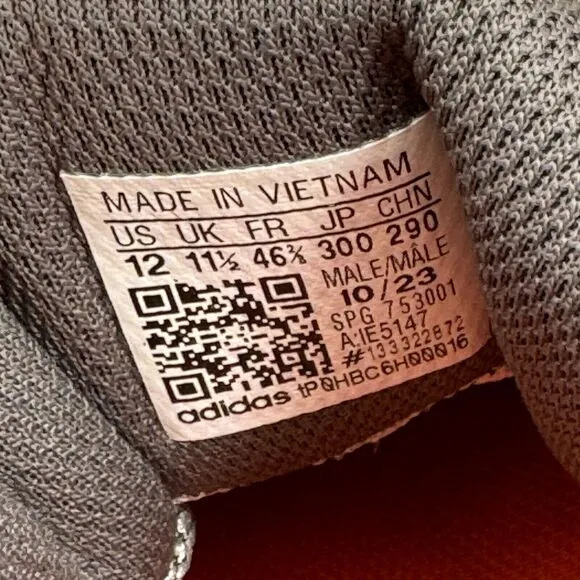 MADE IN VIETNAM
US UK FR JP CHN
12 11½ 46⅔ 300 290
MALE/MÂLE
10/23
SPG 753001
A.IE5147
#133322872
adidas tP0HBC6H00016